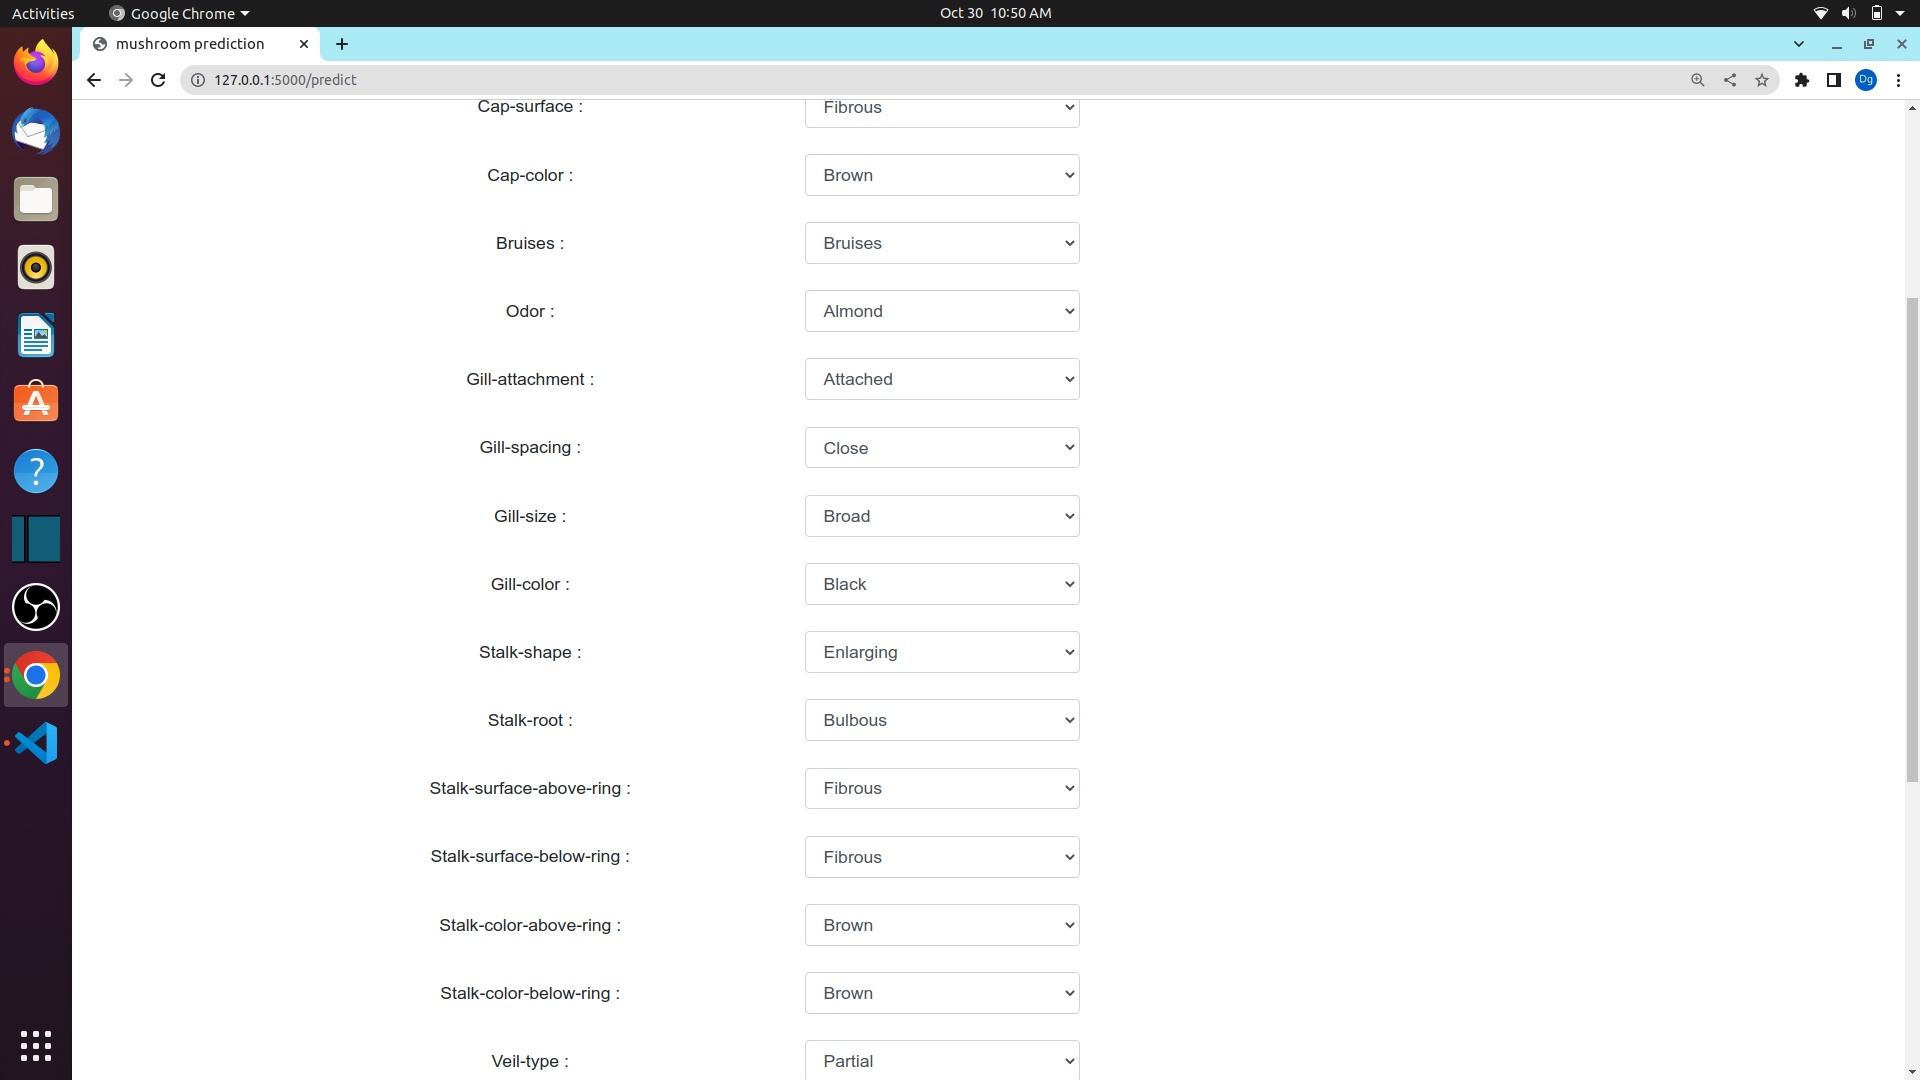 Activities Google Chrome Oct 30 10:50 AM
mushroom prediction
127.0.0.1:5000/predict Dg
Cap-surface : Fibrous
Cap-color : Brown
Bruises : Bruises
Odor : Almond
Gill-attachment : Attached
Gill-spacing : Close
Gill-size : Broad
Gill-color : Black
Stalk-shape : Enlarging
Stalk-root : Bulbous
Stalk-surface-above-ring : Fibrous
Stalk-surface-below-ring : Fibrous
Stalk-color-above-ring : Brown
Stalk-color-below-ring : Brown
Veil-type : Partial